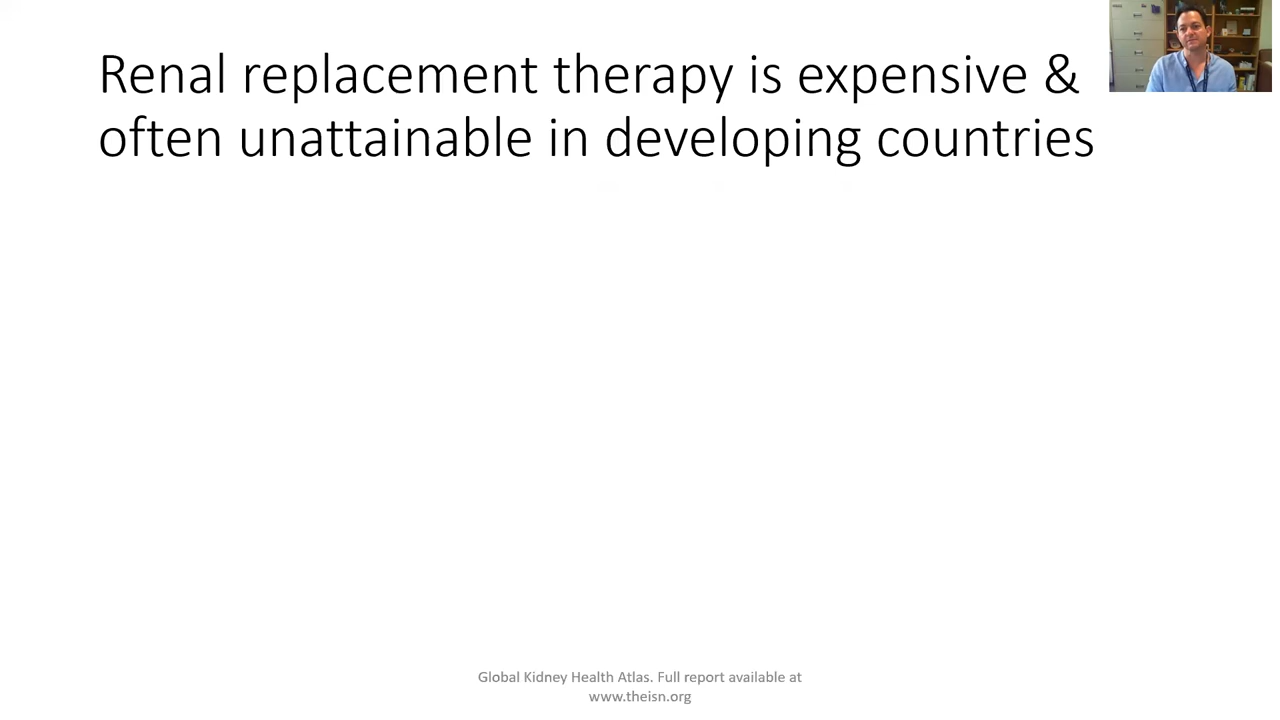 Renal replacement therapy is expensive &
often unattainable in developing countries
Global Kidney Health Atlas. Full report available at
www.theisn.org